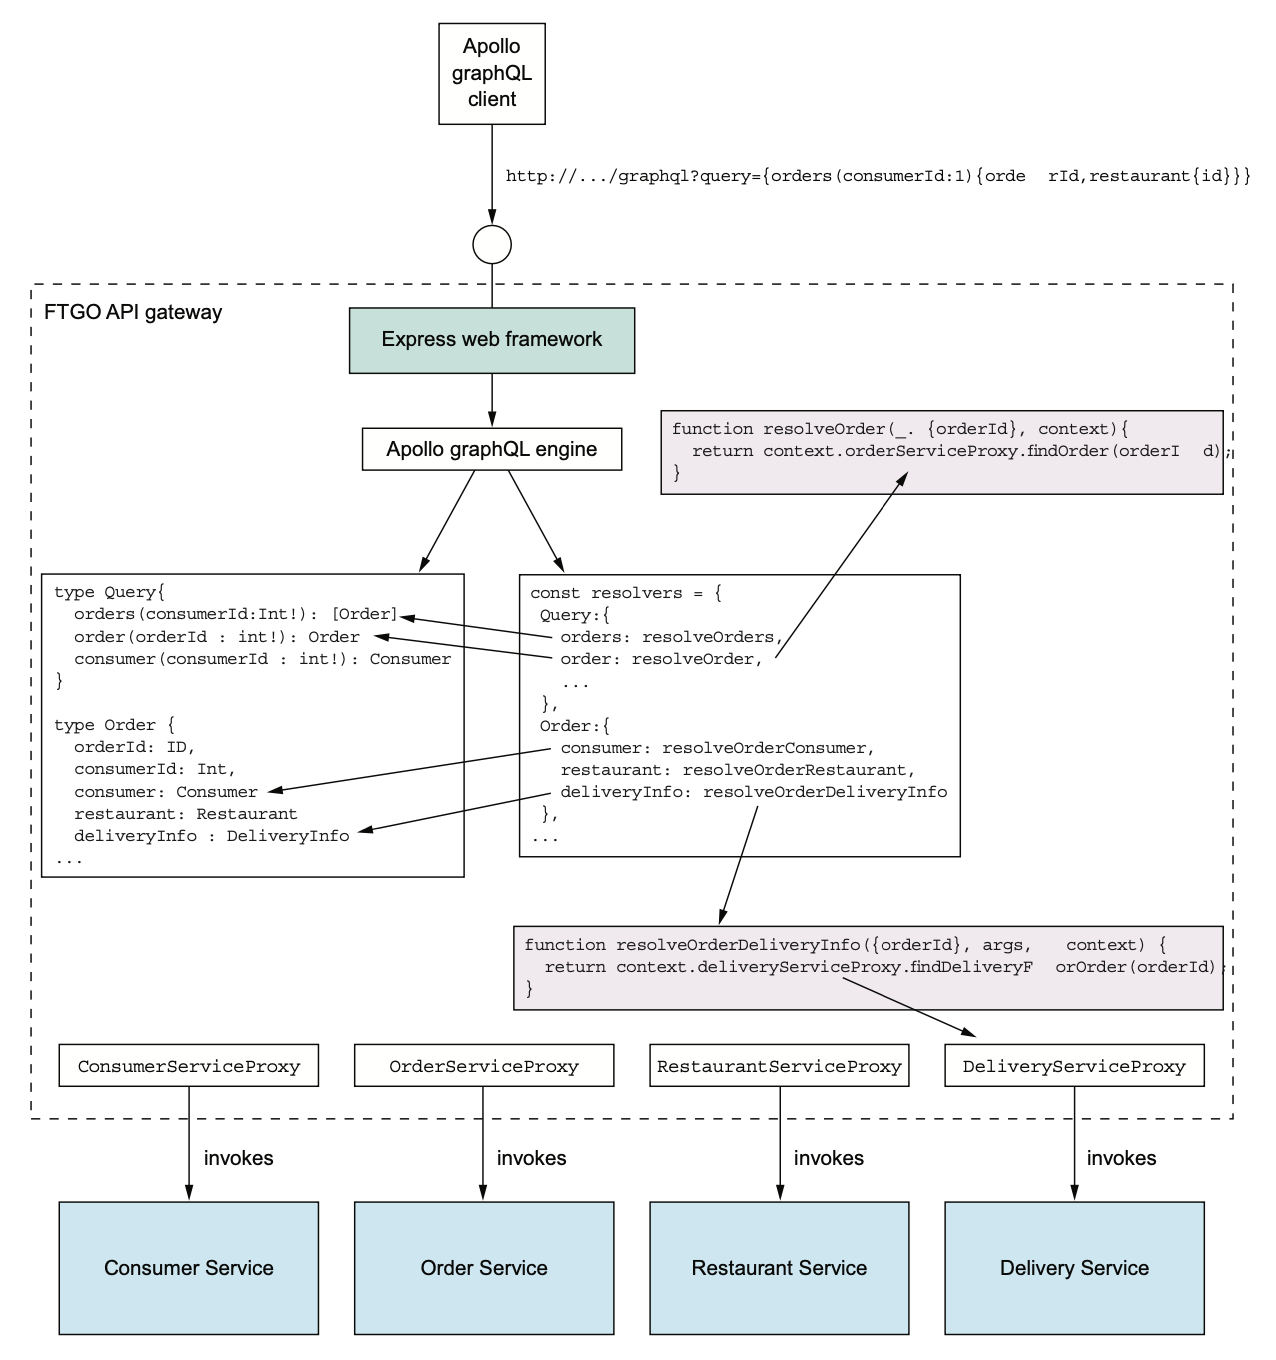 Apollo
graphQL
client
http://.../graphql?query={orders(consumerId:1){orde  rId,restaurant{id}}}
FTGO API gateway
Express web framework
Apollo graphQL engine
function resolveOrder(_. {orderId}, context){
  return context.orderServiceProxy.findOrder(orderI  d);
}
type Query{
  orders(consumerId:Int!): [Order]
  order(orderId : int!): Order
  consumer(consumerId : int!): Consumer
}
type Order {
  orderId: ID,
  consumerId: Int,
  consumer: Consumer
  restaurant: Restaurant
  deliveryInfo : DeliveryInfo
...
const resolvers = {
 Query:{
   orders: resolveOrders,
   order: resolveOrder,
   ...
 },
 Order:{
   consumer: resolveOrderConsumer,
   restaurant: resolveOrderRestaurant,
   deliveryInfo: resolveOrderDeliveryInfo
 },
...
function resolveOrderDeliveryInfo({orderId}, args,   context) {
  return context.deliveryServiceProxy.findDeliveryF  orOrder(orderId);
}
ConsumerServiceProxy
OrderServiceProxy
RestaurantServiceProxy
DeliveryServiceProxy
invokes
invokes
invokes
invokes
Consumer Service
Order Service
Restaurant Service
Delivery Service